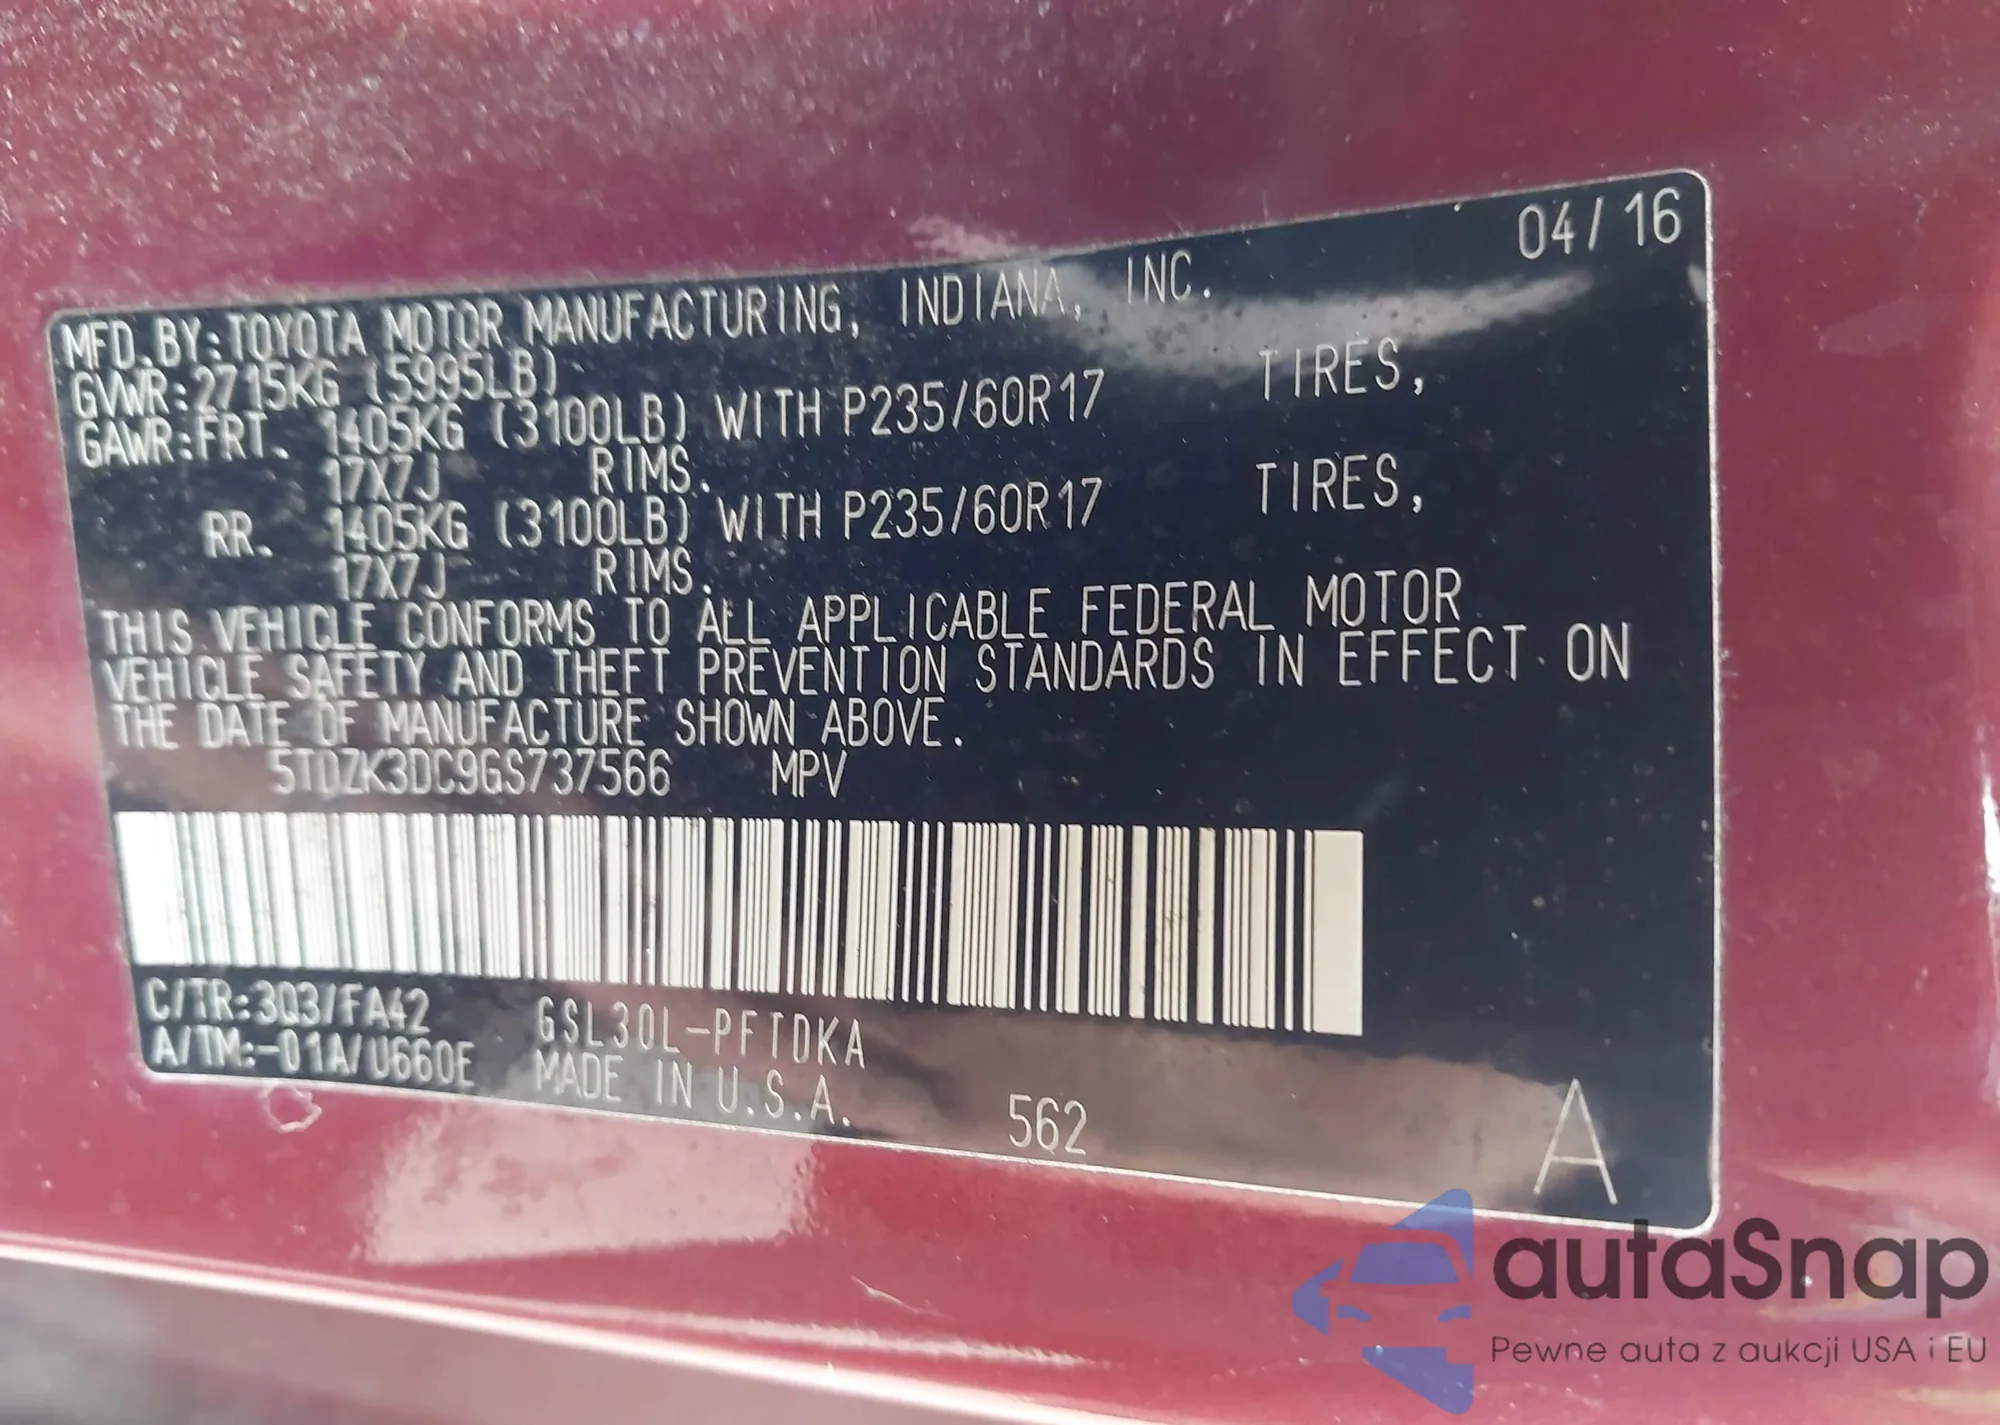 04/16
MFD.BY:TOYOTA MOTOR MANUFACTURING, INDIANA, INC.
GVWR:2715KG (5995LB)
GAWR:FRT. 1405KG (3100LB) WITH P235/60R17 TIRES,
17X7J RIMS.
RR. 1405KG (3100LB) WITH P235/60R17 TIRES,
17X7J RIMS.
THIS VEHICLE CONFORMS TO ALL APPLICABLE FEDERAL MOTOR
VEHICLE SAFETY AND THEFT PREVENTION STANDARDS IN EFFECT ON
THE DATE OF MANUFACTURE SHOWN ABOVE.
5TDZK3DC9GS737566 MPV
C/TR:3Q3/FA42 GSL30L-PFTDKA
A/TM:-01A/U660E MADE IN U.S.A.
562 A
autaSnap
Pewne auta z aukcji USA i EU